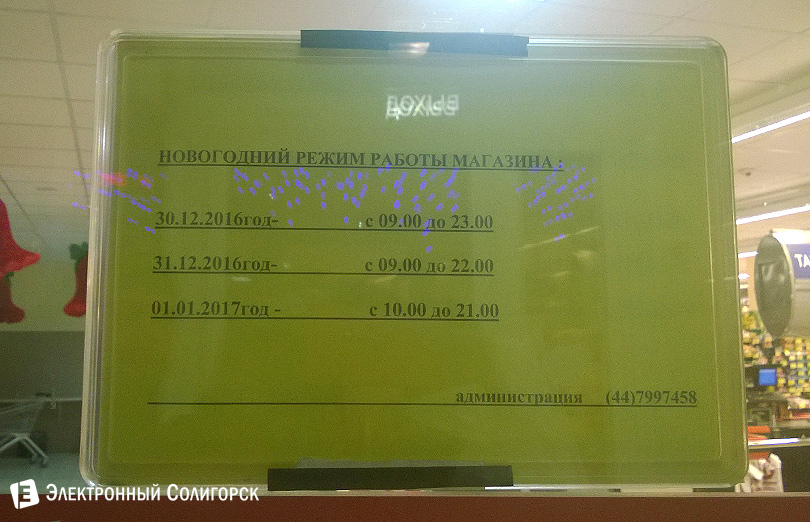 НОВОГОДНИЙ РЕЖИМ РАБОТЫ МАГАЗИНА :
30.12.2016год- с 09.00 до 23.00
31.12.2016год- с 09.00 до 22.00
01.01.2017год - с 10.00 до 21.00
администрация (44)7997458
ТА
Е ЭЛЕКТРОННЫЙ СОЛИГОРСК